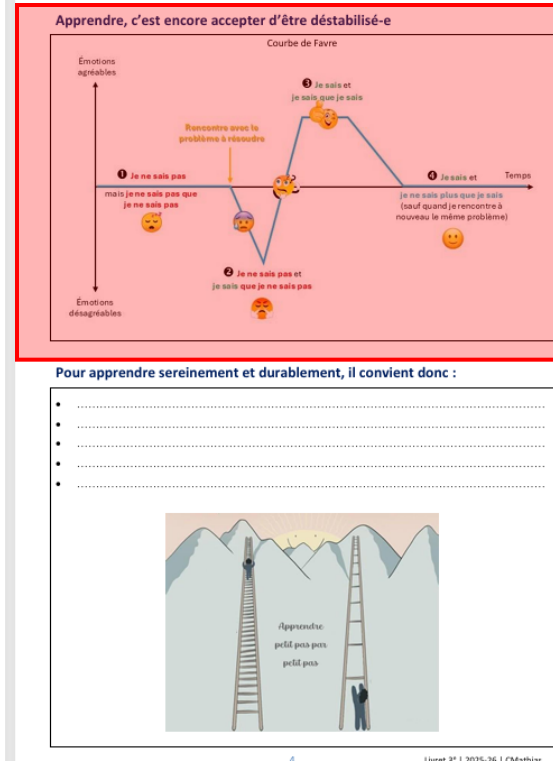 Apprendre, c'est encore accepter d'être déstabilisé-e
Courbe de Favre
Émotions
agréables
❸ Je sais et
je sais que je sais
Rencontre avec le
problème à résoudre
❶ Je ne sais pas
mais je ne sais pas que
je ne sais pas
❹ Je sais et
Temps
je ne sais plus que je sais
(sauf quand je rencontre à
nouveau le même problème)
❷ Je ne sais pas et
je sais que je ne sais pas
Émotions
désagréables
Pour apprendre sereinement et durablement, il convient donc :
Apprendre
petit pas par
petit pas
4
Livret 3° | 2025-26 | CMathias